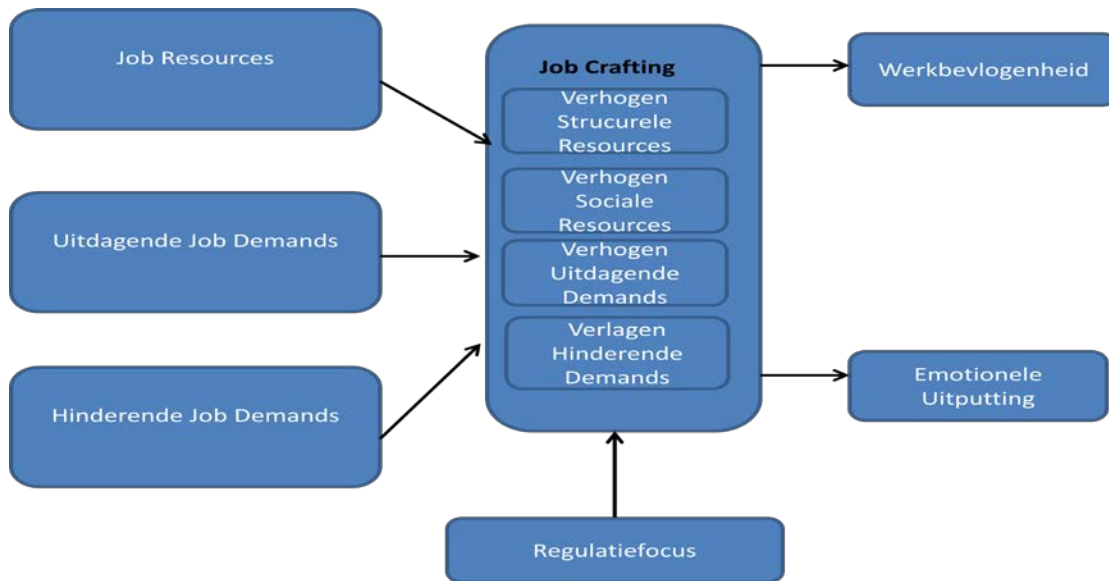 Job Resources
Uitdagende Job Demands
Hinderende Job Demands
Job Crafting
Verhogen
Strucurele
Resources
Verhogen
Sociale
Resources
Verhogen
Uitdagende
Demands
Verlagen
Hinderende
Demands
Werkbevlogenheid
Emotionele
Uitputting
Regulatiefocus